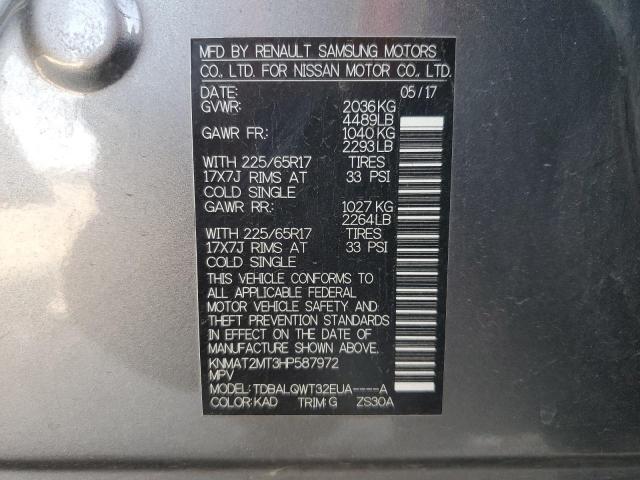 MFD BY RENAULT SAMSUNG MOTORS
CO., LTD. FOR NISSAN MOTOR CO., LTD.
DATE: 05/17
GVWR: 2036KG
4489LB
GAWR FR: 1040KG
2293LB
WITH 225/65R17 TIRES
17X7J RIMS AT 33 PSI
COLD SINGLE
GAWR RR: 1027 KG
2264LB
WITH 225/65R17 TIRES
17X7J RIMS AT 33 PSI
COLD SINGLE
THIS VEHICLE CONFORMS TO
ALL APPLICABLE FEDERAL
MOTOR VEHICLE SAFETY AND
THEFT PREVENTION STANDARDS
IN EFFECT ON THE DATE OF
MANUFACTURE SHOWN ABOVE.
KNMAT2MT3HP587972
MPV
MODEL: TDBALQWT32EUA----A
COLOR: KAD TRIM: G ZS30A